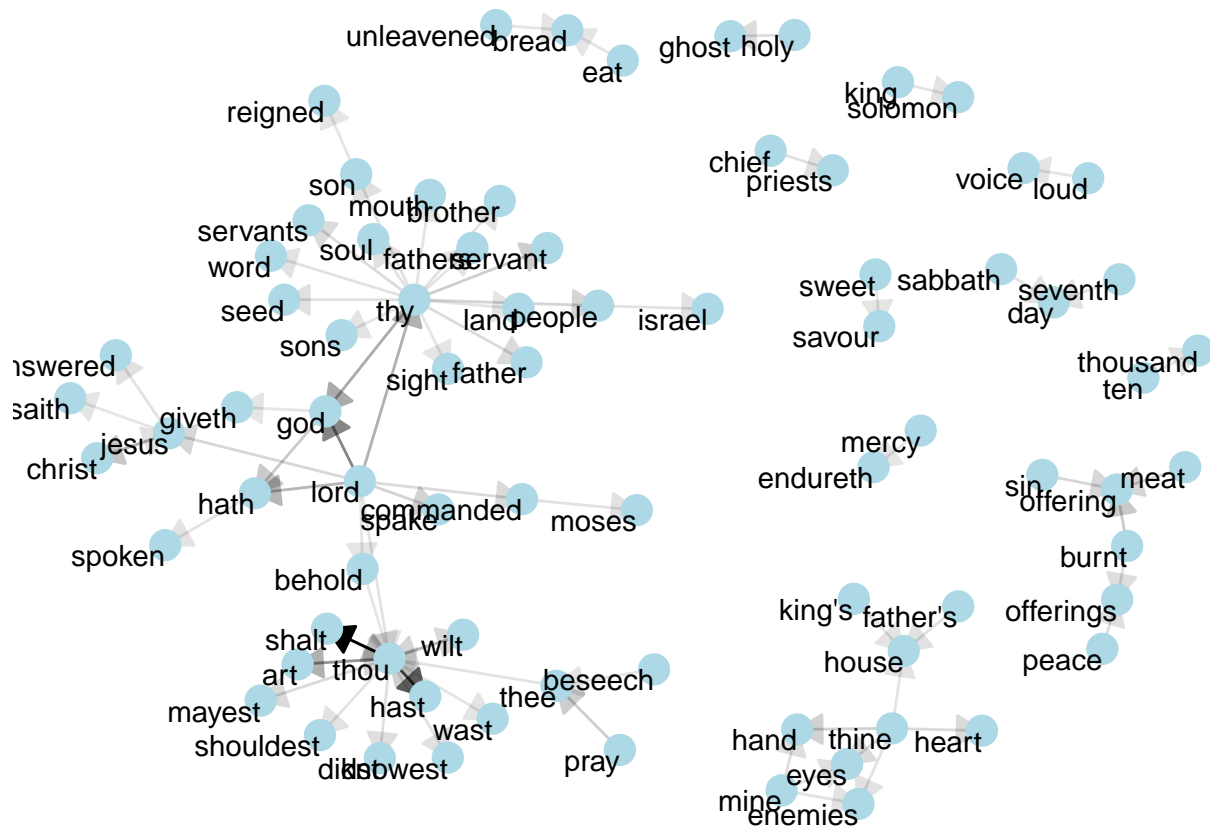 unleavened
bread
eat
ghost
holy
king
solomon
reigned
chief
priests
voice
loud
son
mouth
brother
servants
soul
fathers
servant
word
sweet
sabbath
seventh
seed
thy
land
people
israel
day
savour
sons
sight
father
thousand
ten
nswered
saith
giveth
jesus
god
christ
mercy
endureth
hath
lord
commanded
spake
moses
sin
meat
offering
spoken
burnt
behold
king's
father's
offerings
shalt
wilt
house
peace
art
thou
beseech
thee
mayest
hast
wast
shouldest
hand
thine
heart
didst
knowest
pray
eyes
mine
enemies